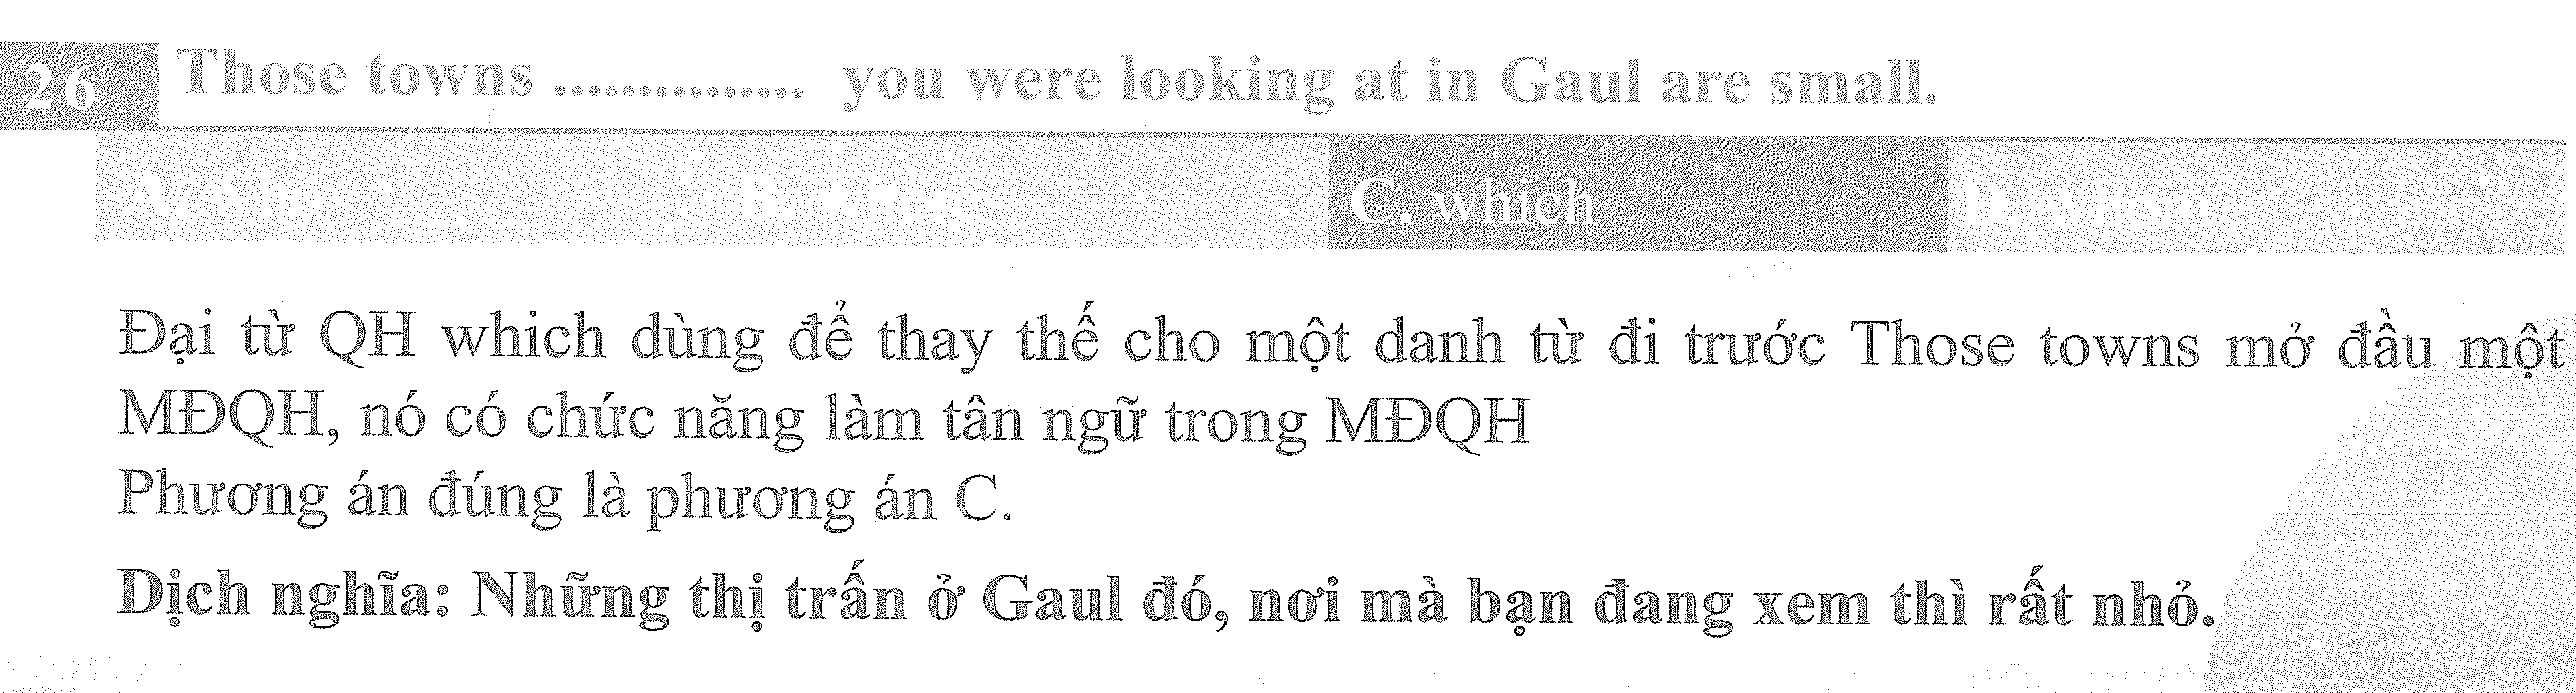 26 Those towns ............... you were looking at in Gaul are small.
A. who B. where C. which D. whom
Đại từ QH which dùng để thay thế cho một danh từ đi trước Those towns mở đầu một
MĐQH, nó có chức năng làm tân ngữ trong MĐQH
Phương án đúng là phương án C.
Dịch nghĩa: Những thị trấn ở Gaul đó, nơi mà bạn đang xem thì rất nhỏ.